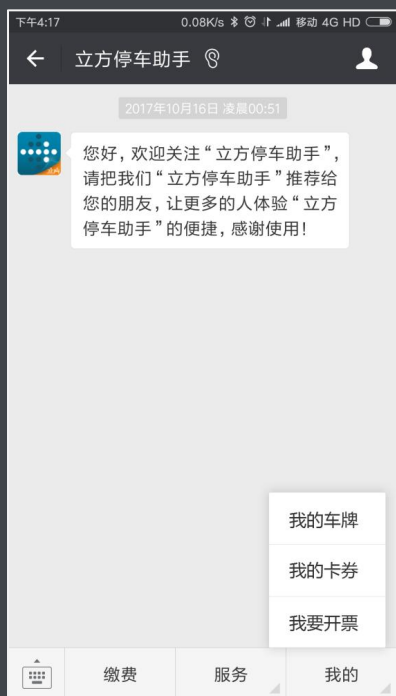 下午4:17 0.08K/s 移动 4G HD
立方停车助手
2017年10月16日 凌晨00:51
您好，欢迎关注“立方停车助手”，
请把我们“立方停车助手”推荐给
您的朋友，让更多的人体验“立方
停车助手”的便捷，感谢使用！
我的车牌
我的卡券
我要开票
缴费 服务 我的